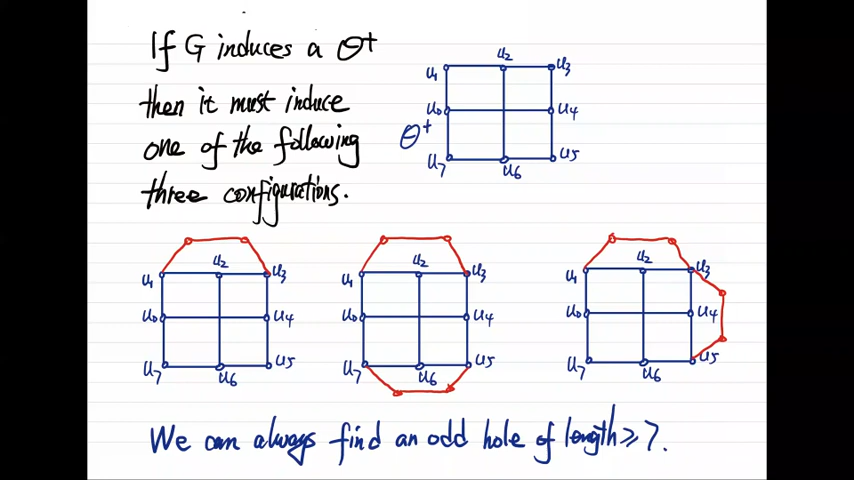 If G induces a Θ⁺
then it must induce
one of the following
three configurations.
u₁ u₂ u₃
u₀ u₄
Θ⁺
u₇ u₆ u₅
u₁ u₂ u₃
u₀ u₄
u₇ u₆ u₅
u₁ u₂ u₃
u₀ u₄
u₇ u₆ u₅
u₁ u₂ u₃
u₀ u₄
u₇ u₆ u₅
We can always find an odd hole of length ≥ 7.